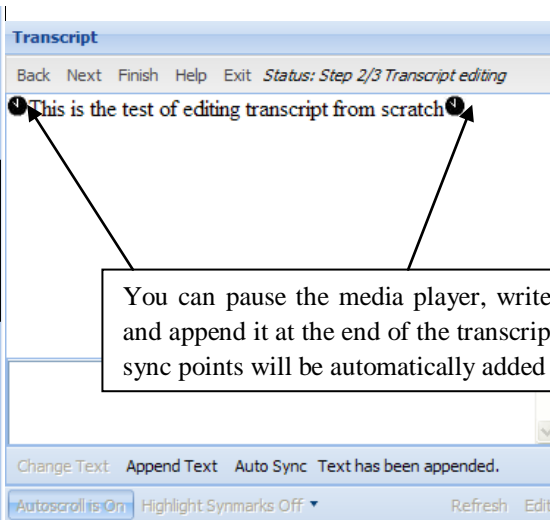 Transcript
Back Next Finish Help Exit Status: Step 2/3 Transcript editing
This is the test of editing transcript from scratch
You can pause the media player, write
and append it at the end of the transcrip
sync points will be automatically added
Change Text Append Text Auto Sync Text has been appended.
Autoscroll is On Highlight Synmarks Off Refresh Edit